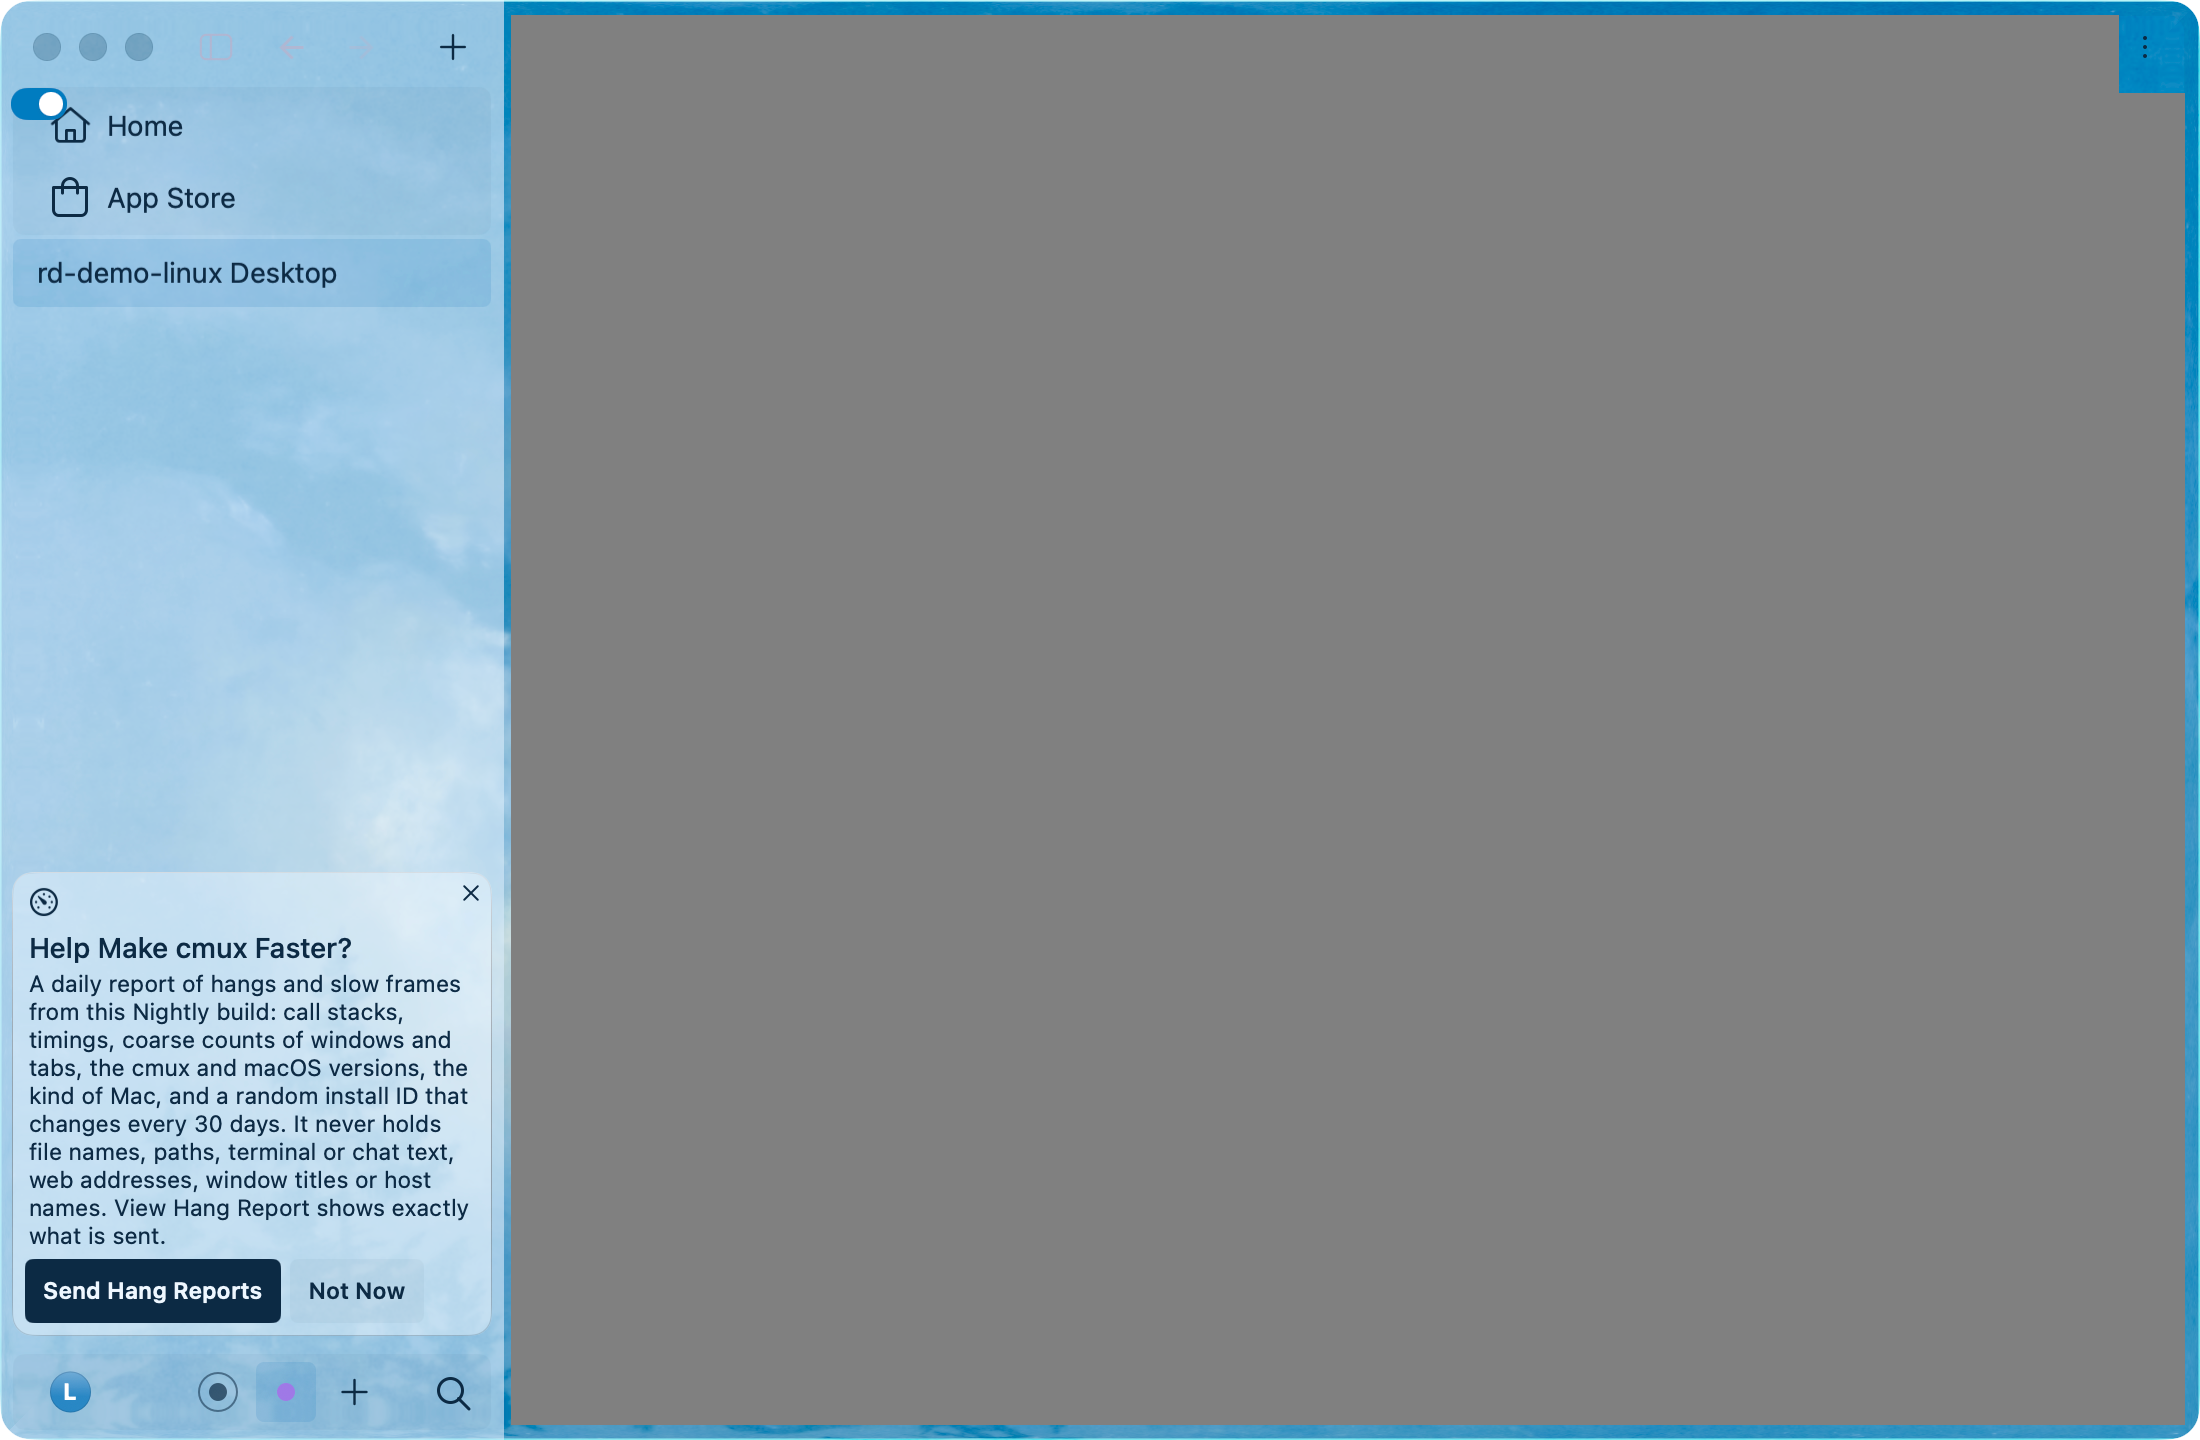 Home
App Store
rd-demo-linux Desktop
Help Make cmux Faster?
A daily report of hangs and slow frames
from this Nightly build: call stacks,
timings, coarse counts of windows and
tabs, the cmux and macOS versions, the
kind of Mac, and a random install ID that
changes every 30 days. It never holds
file names, paths, terminal or chat text,
web addresses, window titles or host
names. View Hang Report shows exactly
what is sent.
Send Hang Reports
Not Now
L